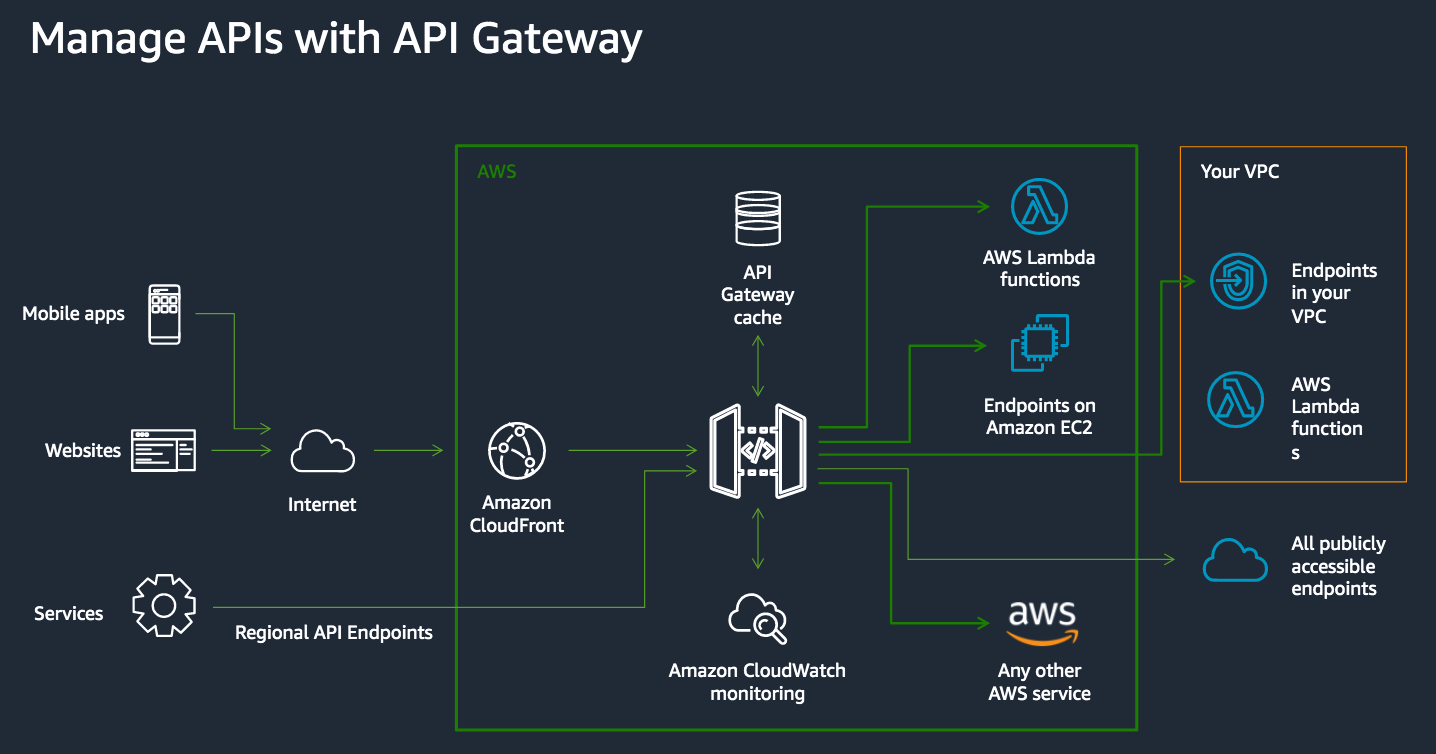 Manage APIs with API Gateway
AWS
Your VPC
Mobile apps
Websites
Services
Internet
Regional API Endpoints
Amazon
CloudFront
API
Gateway
cache
Amazon CloudWatch
monitoring
AWS Lambda
functions
Endpoints on
Amazon EC2
aws
Any other
AWS service
Endpoints
in your
VPC
AWS
Lambda
function
s
All publicly
accessible
endpoints